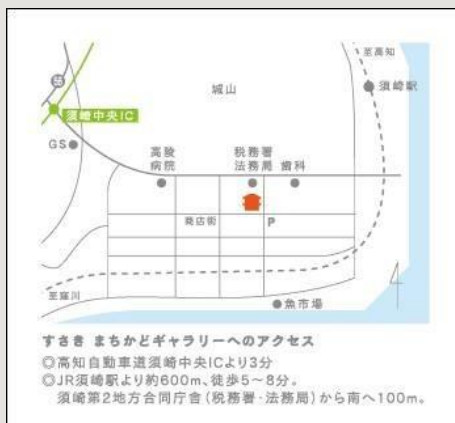 至高知
須崎駅
城山
56
須崎中央IC
GS
高陵
病院
税務署
法務局
歯科
商店街
P
至窪川
魚市場
すさき まちかどギャラリーへのアクセス
◎高知自動車道須崎中央ICより3分
◎JR須崎駅より約600m、徒歩5〜8分。
須崎第2地方合同庁舎(税務署・法務局)から南へ100m。